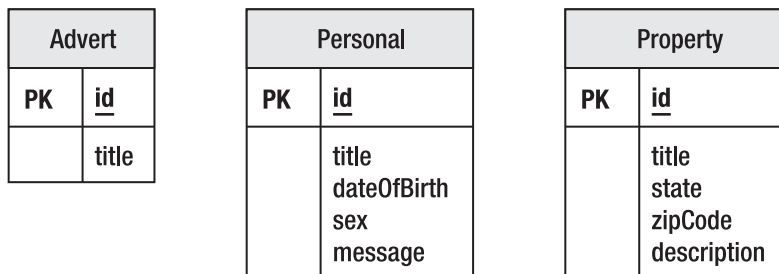 Advert
PK id
title
Personal
PK id
title
dateOfBirth
sex
message
Property
PK id
title
state
zipCode
description